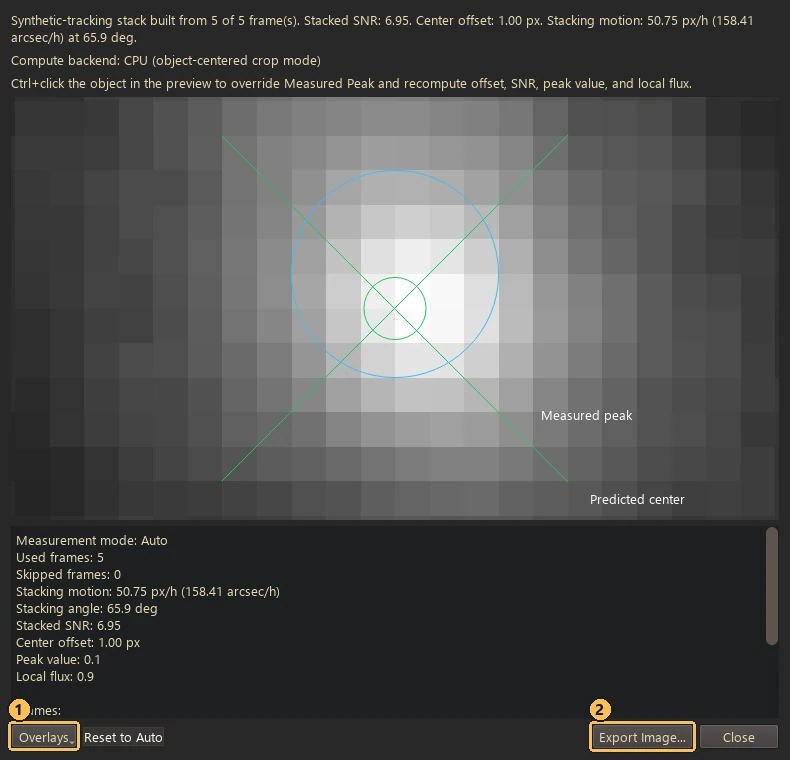 Synthetic-tracking stack built from 5 of 5 frame(s). Stacked SNR: 6.95. Center offset: 1.00 px. Stacking motion: 50.75 px/h (158.41
arcsec/h) at 65.9 deg.
Compute backend: CPU (object-centered crop mode)
Ctrl+click the object in the preview to override Measured Peak and recompute offset, SNR, peak value, and local flux.
Measured peak
Predicted center
Measurement mode: Auto
Used frames: 5
Skipped frames: 0
Stacking motion: 50.75 px/h (158.41 arcsec/h)
Stacking angle: 65.9 deg
Stacked SNR: 6.95
Center offset: 1.00 px
Peak value: 0.1
Local flux: 0.9
1 2
Overlays Reset to Auto Export Image... Close